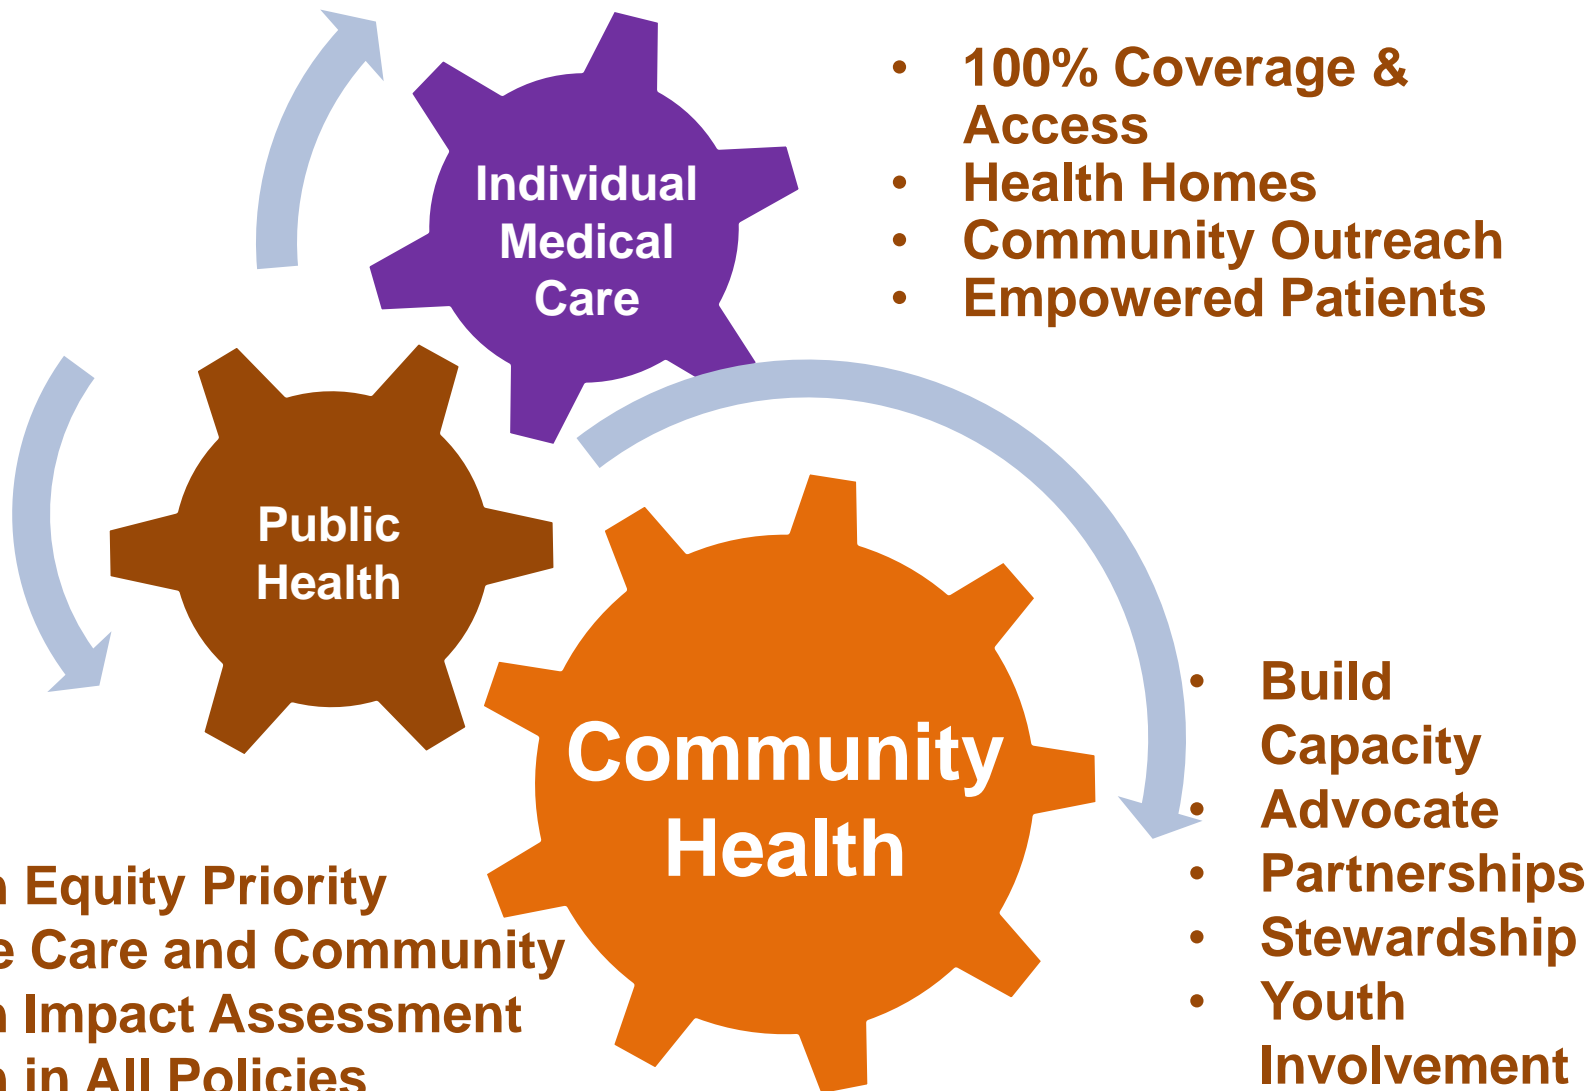 • 100% Coverage &
Access
• Health Homes
• Community Outreach
• Empowered Patients
Individual
Medical
Care
Public
Health
Community
Health
• Build
Capacity
• Advocate
• Partnerships
• Stewardship
• Youth
Involvement
Equity Priority
Care and Community
Impact Assessment
in All Policies